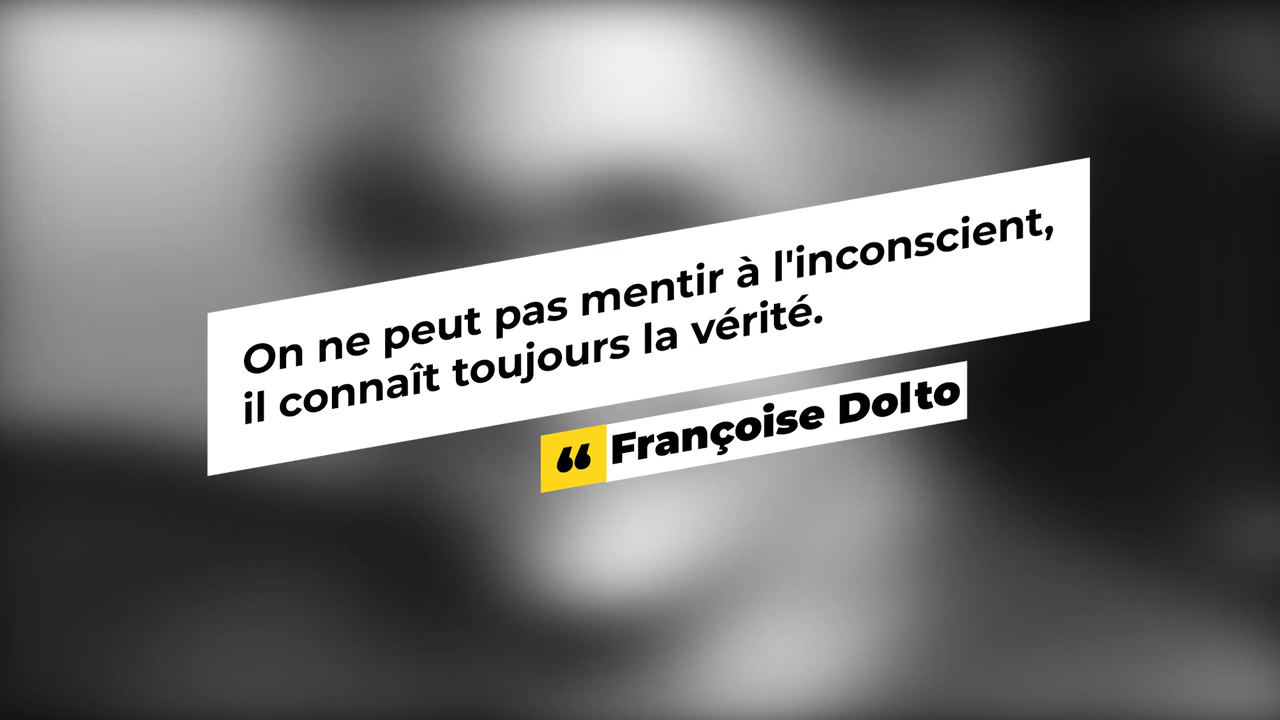 On ne peut pas mentir à l'inconscient,
il connaît toujours la vérité.
“ Françoise Dolto